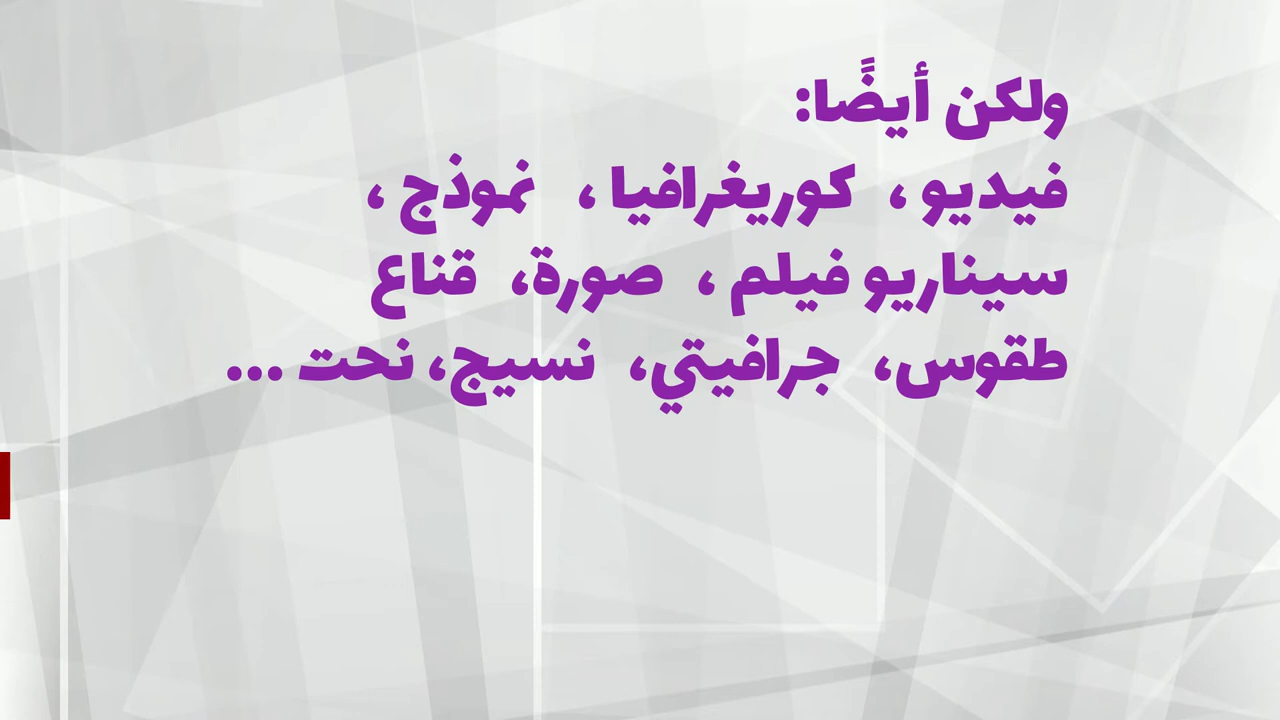 ولكن أيضًا:
فيديو ، كوريغرافيا ، نموذج ،
سيناريو فيلم ، صورة، قناع
طقوس، جرافيتي، نسيج، نحت ...